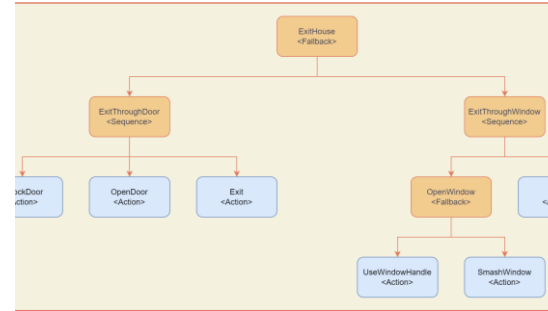 ExitHouse
<Fallback>
ExitThroughDoor
<Sequence>
ExitThroughWindow
<Sequence>
OpenDoor
<Action>
Exit
<Action>
OpenWindow
<Fallback>
UseWindowHandle
<Action>
SmashWindow
<Action>